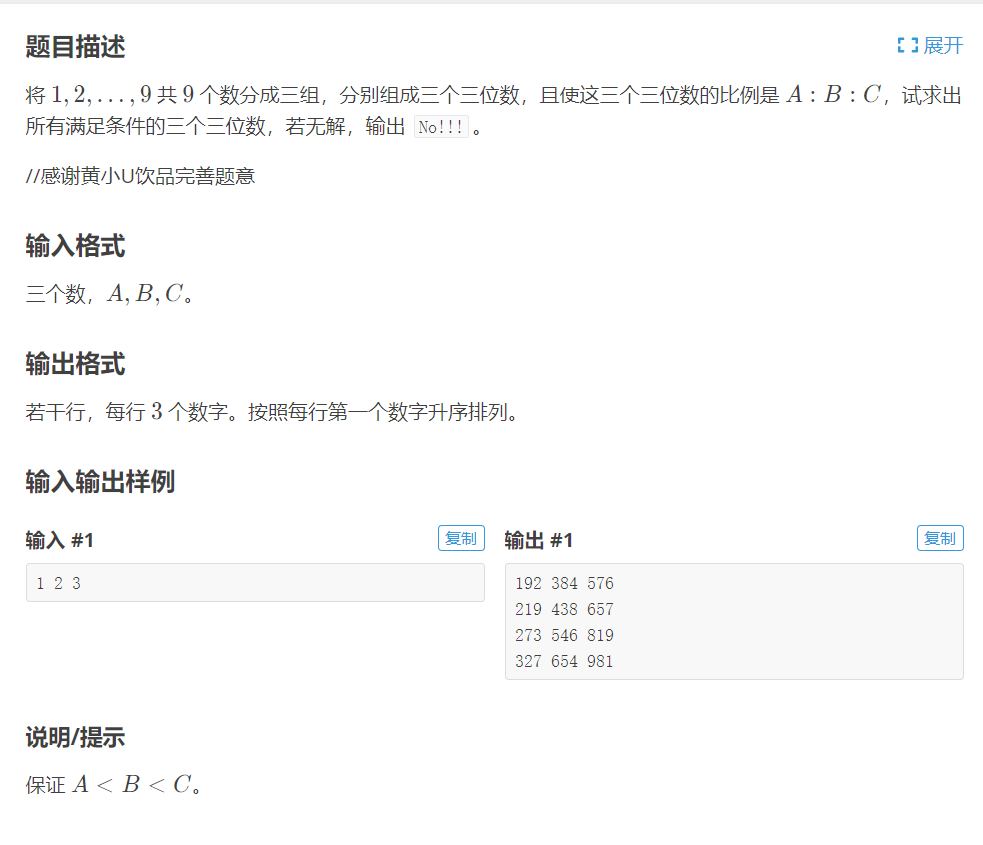 题目描述
展开
将 1, 2, . . . , 9 共 9 个数分成三组，分别组成三个三位数，且使这三个三位数的比例是 A : B : C，试求出
所有满足条件的三个三位数，若无解，输出 No!!! 。
//感谢黄小U饮品完善题意
输入格式
三个数，A, B, C。
输出格式
若干行，每行 3 个数字。按照每行第一个数字升序排列。
输入输出样例
输入 #1
复制
1 2 3
输出 #1
复制
192 384 576
219 438 657
273 546 819
327 654 981
说明/提示
保证 A < B < C。